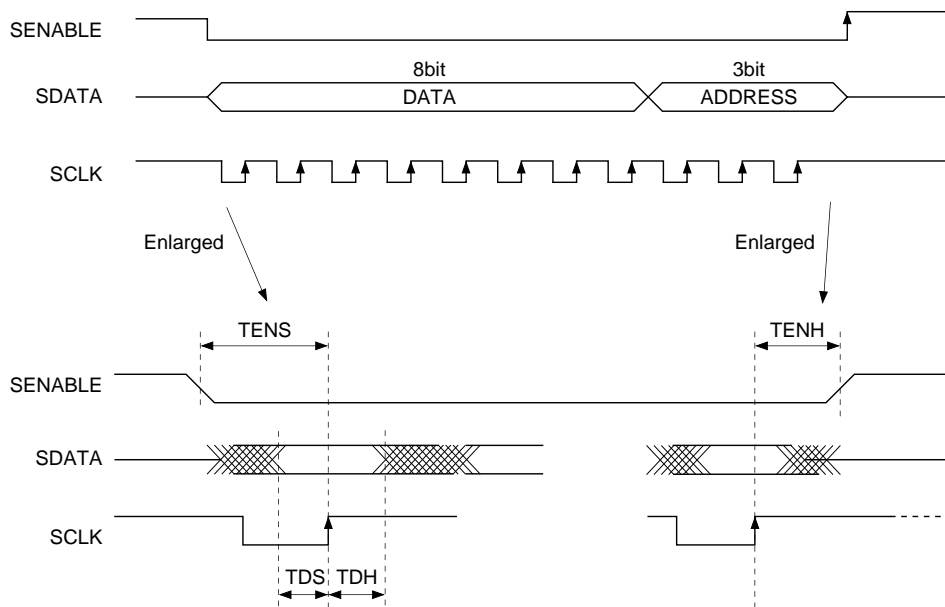 SENABLE
8bit
3bit
SDATA
DATA
ADDRESS
SCLK
Enlarged
Enlarged
TENS
TENH
SENABLE
SDATA
SCLK
TDS
TDH